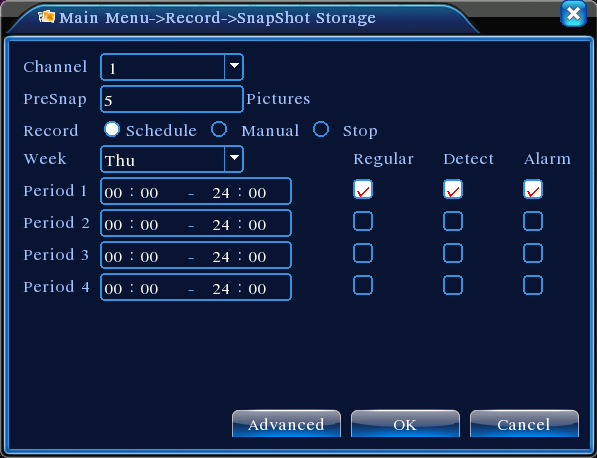 Main Menu->Record->SnapShot Storage
Channel 1
PreSnap 5 Pictures
Record Schedule Manual Stop
Week Thu Regular Detect Alarm
Period 1 00 : 00 - 24 : 00
Period 2 00 : 00 - 24 : 00
Period 3 00 : 00 - 24 : 00
Period 4 00 : 00 - 24 : 00
Advanced OK Cancel